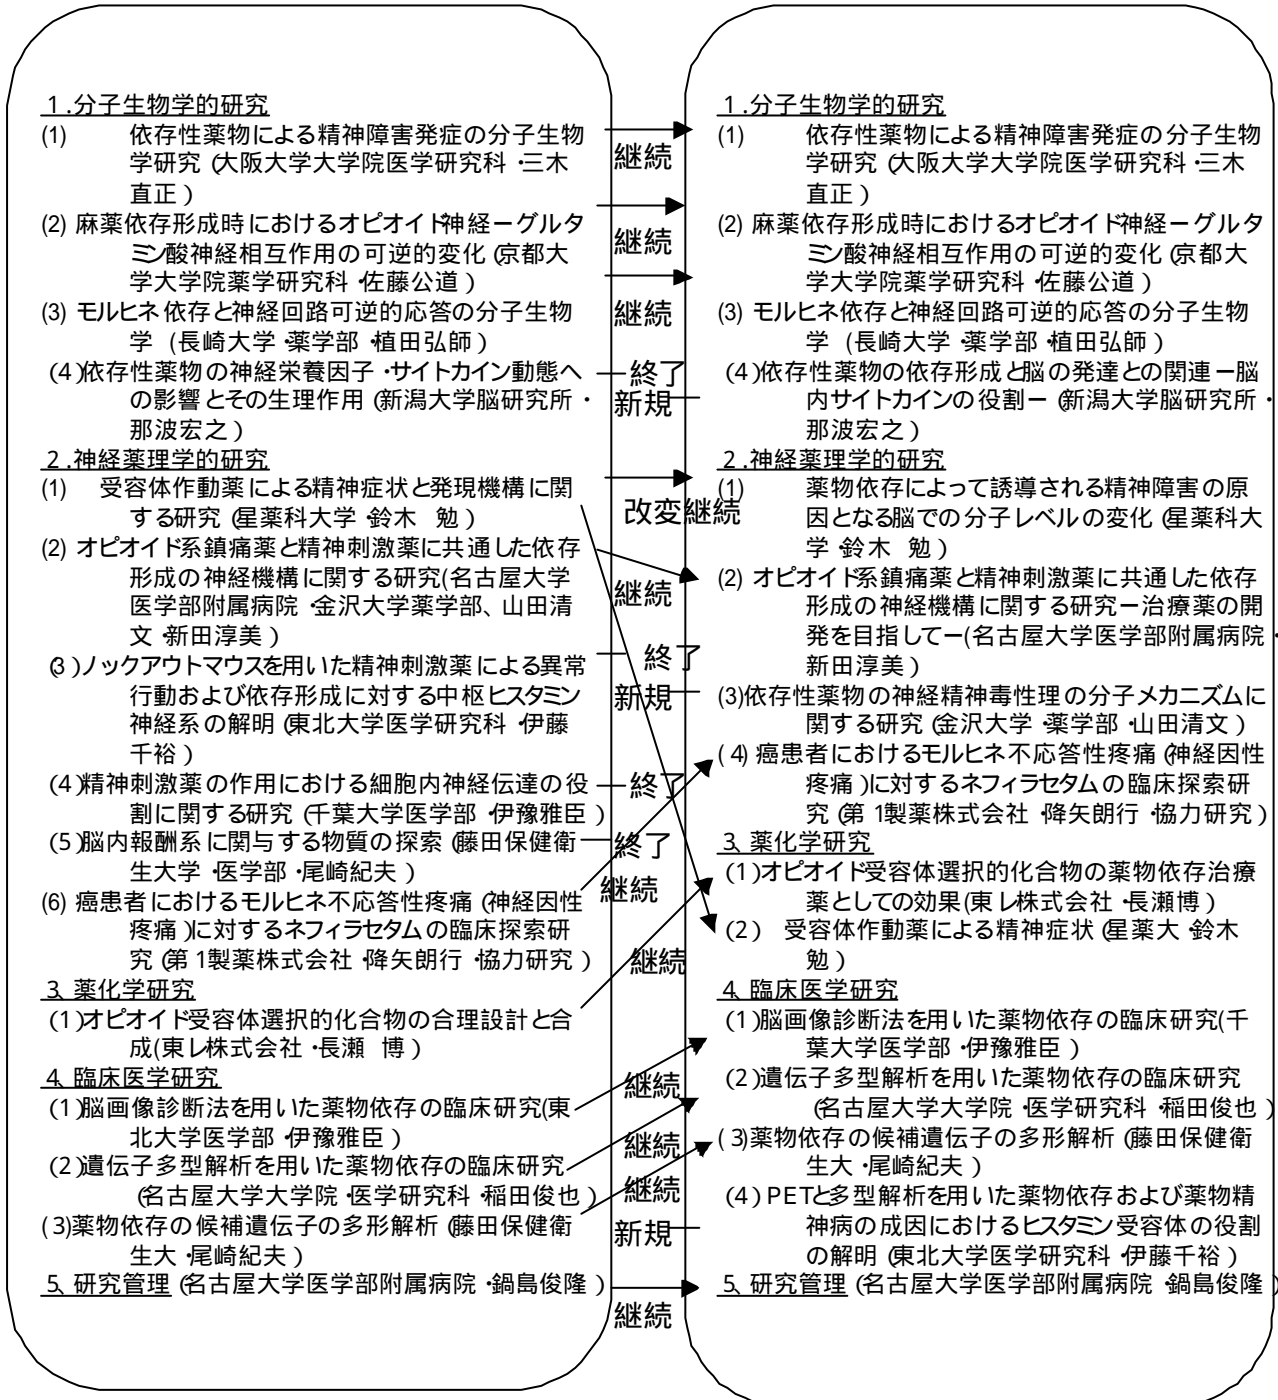 1.分子生物学的研究
(1) 依存性薬物による精神障害発症の分子生物
学研究(大阪大学大学院医学研究科・三木
直正)
(2) 麻薬依存形成時におけるオピオイド神経ーグルタ
ミン酸神経相互作用の可逆的変化(京都大
学大学院薬学研究科・佐藤公道)
(3) モルヒネ依存と神経回路可逆的応答の分子生物
学 (長崎大学・薬学部・植田弘師)
(4)依存性薬物の神経栄養因子・サイトカイン動態へ
の影響とその生理作用(新潟大学脳研究所・
那波宏之)
2.神経薬理学的研究
(1) 受容体作動薬による精神症状と発現機構に関
する研究(星薬科大学・鈴木 勉)
(2) オピオイド系鎮痛薬と精神刺激薬に共通した依存
形成の神経機構に関する研究(名古屋大学
医学部附属病院・金沢大学薬学部、山田清
文・新田淳美)
(3)ノックアウトマウスを用いた精神刺激薬による異常
行動および依存形成に対する中枢ヒスタミン
神経系の解明(東北大学医学研究科・伊藤
千裕)
(4)精神刺激薬の作用における細胞内神経伝達の役
割に関する研究(千葉大学医学部・伊豫雅臣)
(5)脳内報酬系に関与する物質の探索(藤田保健衛
生大学・医学部・尾崎紀夫)
(6) 癌患者におけるモルヒネ不応答性疼痛(神経因性
疼痛)に対するネフィラセタムの臨床探索研
究(第1製薬株式会社・降矢朗行・協力研究)
3、薬化学研究
(1)オピオイド受容体選択的化合物の合理設計と合
成(東レ株式会社・長瀬 博)
4、臨床医学研究
(1)脳画像診断法を用いた薬物依存の臨床研究(東
北大学医学部・伊豫雅臣)
(2)遺伝子多型解析を用いた薬物依存の臨床研究
(名古屋大学大学院・医学研究科・稲田俊也)
(3)薬物依存の候補遺伝子の多形解析(藤田保健衛
生大・尾崎紀夫)
5、研究管理(名古屋大学医学部附属病院・鍋島俊隆)
継続
継続
継続
終了
新規
改変継続
継続
終了
新規
終了
終了
継続
継続
継続
継続
継続
新規
継続
1.分子生物学的研究
(1) 依存性薬物による精神障害発症の分子生物
学研究(大阪大学大学院医学研究科・三木
直正)
(2) 麻薬依存形成時におけるオピオイド神経ーグルタ
ミン酸神経相互作用の可逆的変化(京都大
学大学院薬学研究科・佐藤公道)
(3) モルヒネ依存と神経回路可逆的応答の分子生物
学 (長崎大学・薬学部・植田弘師)
(4)依存性薬物の依存形成と脳の発達との関連ー脳
内サイトカインの役割ー(新潟大学脳研究所・
那波宏之)
2.神経薬理学的研究
(1) 薬物依存によって誘導される精神障害の原
因となる脳での分子レベルの変化(星薬科大
学・鈴木 勉)
(2) オピオイド系鎮痛薬と精神刺激薬に共通した依存
形成の神経機構に関する研究ー治療薬の開
発を目指してー(名古屋大学医学部附属病院・
新田淳美)
(3)依存性薬物の神経精神毒性理の分子メカニズムに
関する研究(金沢大学・薬学部・山田清文)
(4) 癌患者におけるモルヒネ不応答性疼痛(神経因性
疼痛)に対するネフィラセタムの臨床探索研
究(第1製薬株式会社・降矢朗行・協力研究)
3、薬化学研究
(1)オピオイド受容体選択的化合物の薬物依存治療
薬としての効果(東レ株式会社・長瀬博)
(2) 受容体作動薬による精神症状(星薬大・鈴木
勉)
4、臨床医学研究
(1)脳画像診断法を用いた薬物依存の臨床研究(千
葉大学医学部・伊豫雅臣)
(2)遺伝子多型解析を用いた薬物依存の臨床研究
(名古屋大学大学院・医学研究科・稲田俊也)
(3)薬物依存の候補遺伝子の多形解析(藤田保健衛
生大・尾崎紀夫)
(4)PETと多型解析を用いた薬物依存および薬物精
神病の成因におけるヒスタミン受容体の役割
の解明(東北大学医学研究科・伊藤千裕)
5、研究管理(名古屋大学医学部附属病院・鍋島俊隆)